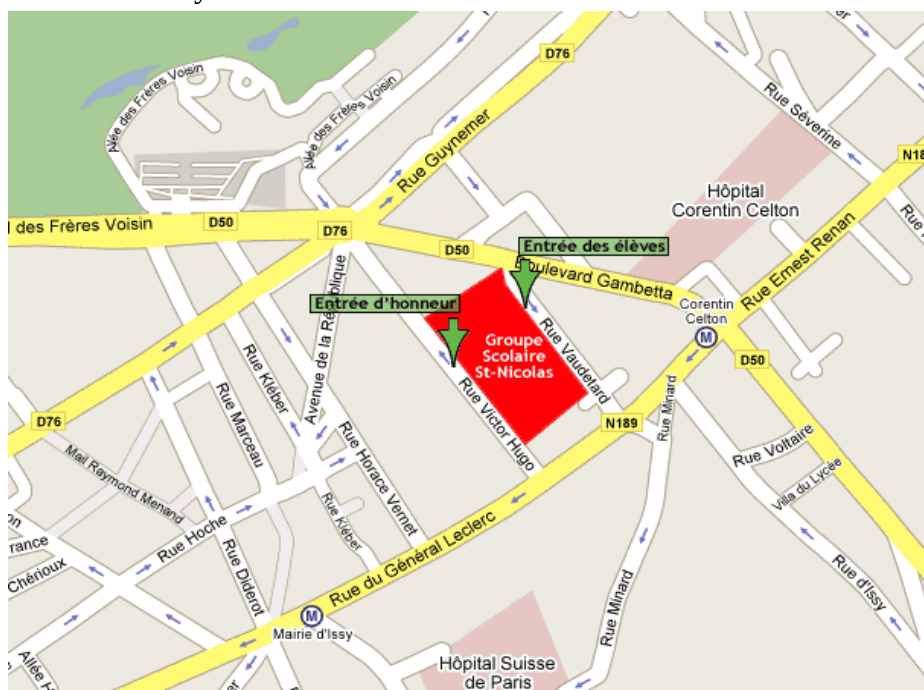 D76
Allée des Frères Voisin
Allée des Frères Voisin
Rue Guynemer
Rue Séverine
N18
Hôpital
Corentin Celton
d des Frères Voisin
D50
D76
D50
Entrée des élèves
Boulevard Gambetta
Rue Ernest Renan
Entrée d'honneur
Avenue de la République
Corentin
Celton
M
Groupe
Scolaire
St-Nicolas
Rue Vaudetard
D50
Rue Kléber
Rue Marceau
Rue Victor Hugo
Rue Minard
N189
D76
Rue Voltaire
Mail Raymond Menand
Rue Horace Vernet
Villa du Lycée
Rue Kléber
Rue Hoche
on
rance
Chérioux
Rue du Général Leclerc
Rue Diderot
Rue Minard
Rue d'Issy
M
Mairie d'Issy
Allée H
Hôpital Suisse
de Paris